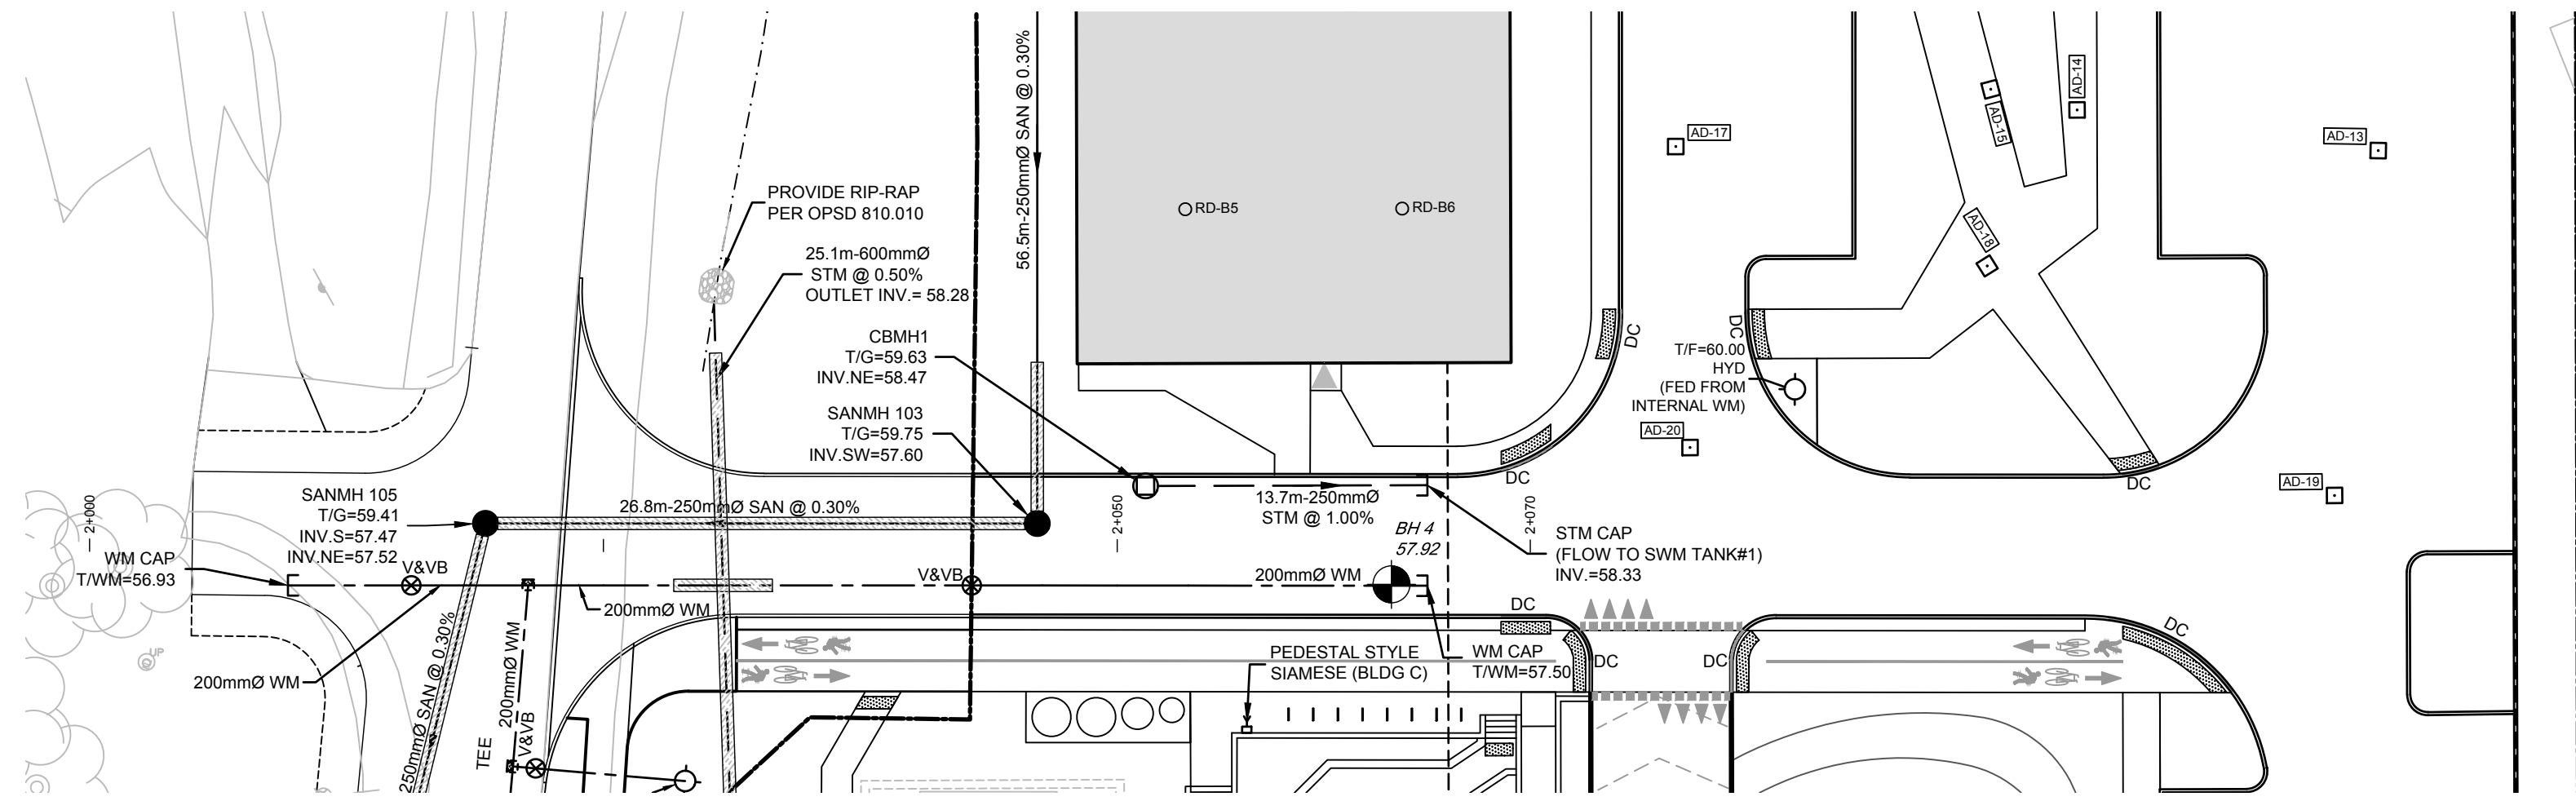 56.5m-250mmØ SAN @ 0.30%
PROVIDE RIP-RAP
PER OPSD 810.010
25.1m-600mmØ
STM @ 0.50%
OUTLET INV.= 58.28
CBMH1
T/G=59.63
INV.NE=58.47
SANMH 103
T/G=59.75
INV.SW=57.60
RD-B5
RD-B6
AD-17
AD-15
AD-14
AD-13
AD-18
DC
DC
T/F=60.00
HYD
(FED FROM
INTERNAL WM)
AD-20
AD-19
DC
DC
2+000
SANMH 105
T/G=59.41
INV.S=57.47
INV.NE=57.52
26.8m-250mmØ SAN @ 0.30%
2+050
13.7m-250mmØ
STM @ 1.00%
2+070
BH 4
57.92
STM CAP
(FLOW TO SWM TANK#1)
INV.=58.33
WM CAP
T/WM=56.93
V&VB
V&VB
200mmØ WM
200mmØ WM
DC
DC
UP
200mmØ WM
250mmØ SAN @ 0.30%
200mmØ WM
TEE
V&VB
PEDESTAL STYLE
SIAMESE (BLDG C)
WM CAP
T/WM=57.50
DC
DC